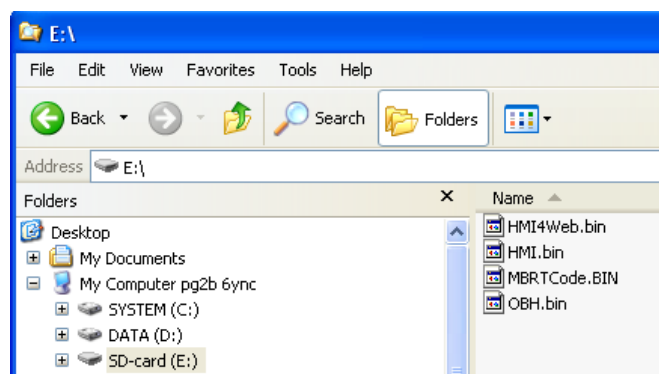 E:\
File Edit View Favorites Tools Help
Back Search Folders
Address E:\
Folders X
Desktop
My Documents
My Computer pg2b 6ync
SYSTEM (C:)
DATA (D:)
SD-card (E:)
Name
HMI4Web.bin
HMI.bin
MBRTCode.BIN
OBH.bin